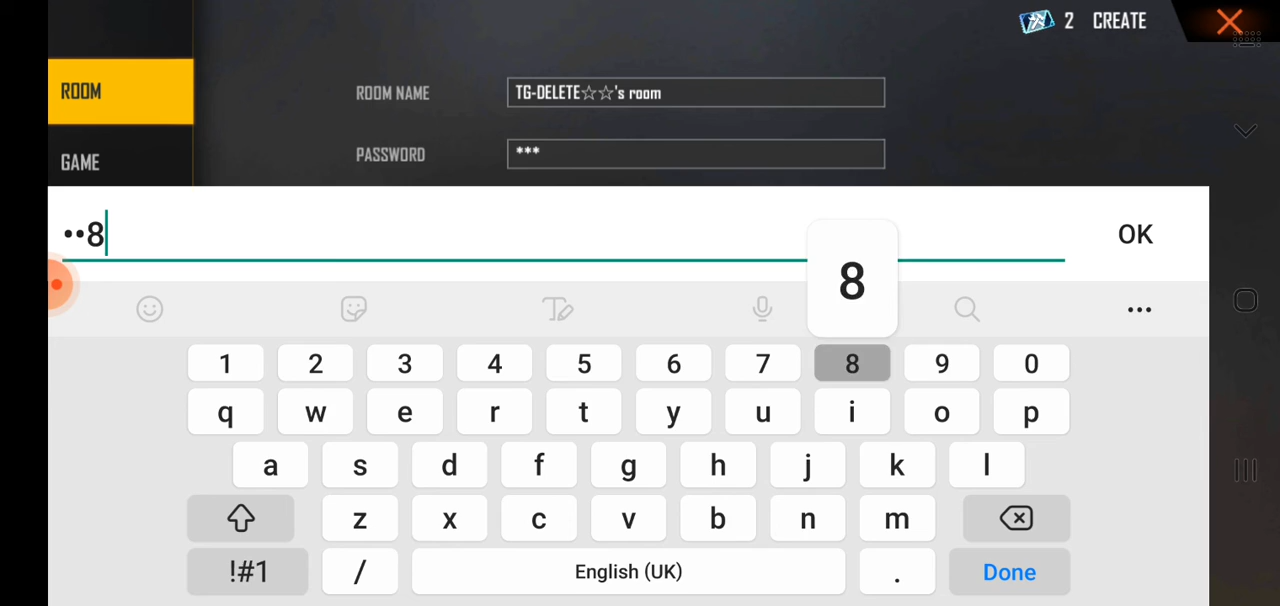 2 CREATE
ROOM
ROOM NAME TG-DELETE☆☆'s room
GAME
PASSWORD ***
••8 OK
8
1 2 3 4 5 6 7 8 9 0
q w e r t y u i o p
a s d f g h j k l
z x c v b n m
!#1 / English (UK) . Done